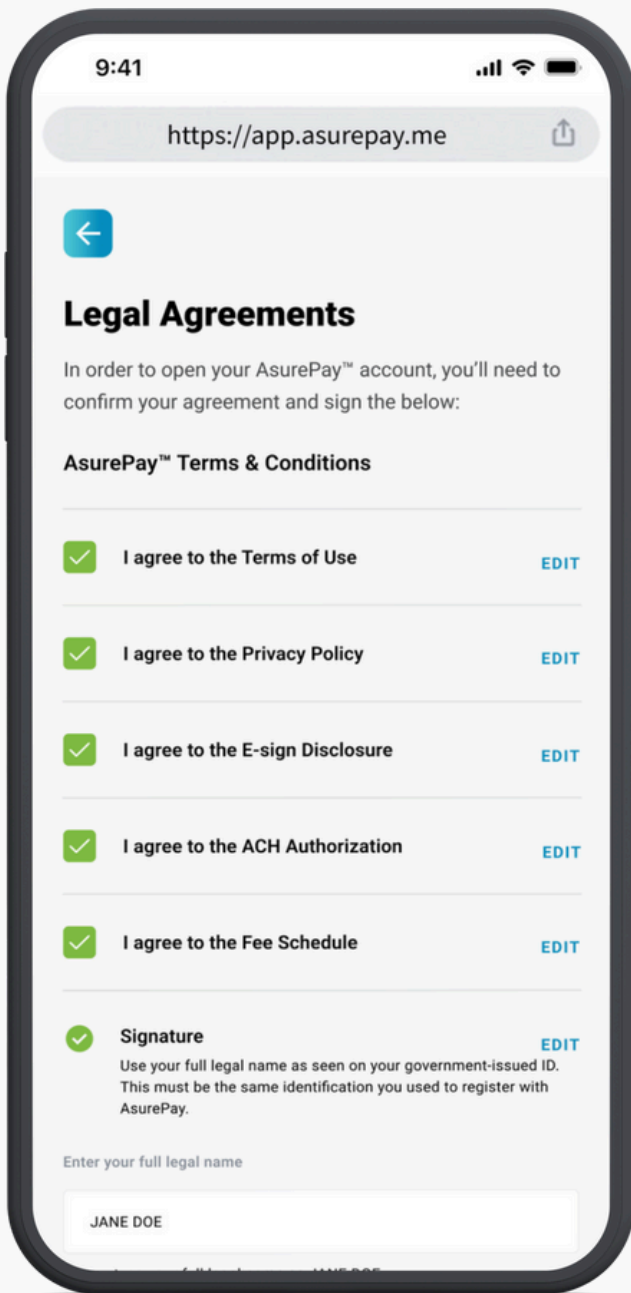 9:41
https://app.asurepay.me
Legal Agreements
In order to open your AsurePay™ account, you'll need to
confirm your agreement and sign the below:
AsurePay™ Terms & Conditions
I agree to the Terms of Use EDIT
I agree to the Privacy Policy EDIT
I agree to the E-sign Disclosure EDIT
I agree to the ACH Authorization EDIT
I agree to the Fee Schedule EDIT
Signature EDIT
Use your full legal name as seen on your government-issued ID.
This must be the same identification you used to register with
AsurePay.
Enter your full legal name
JANE DOE